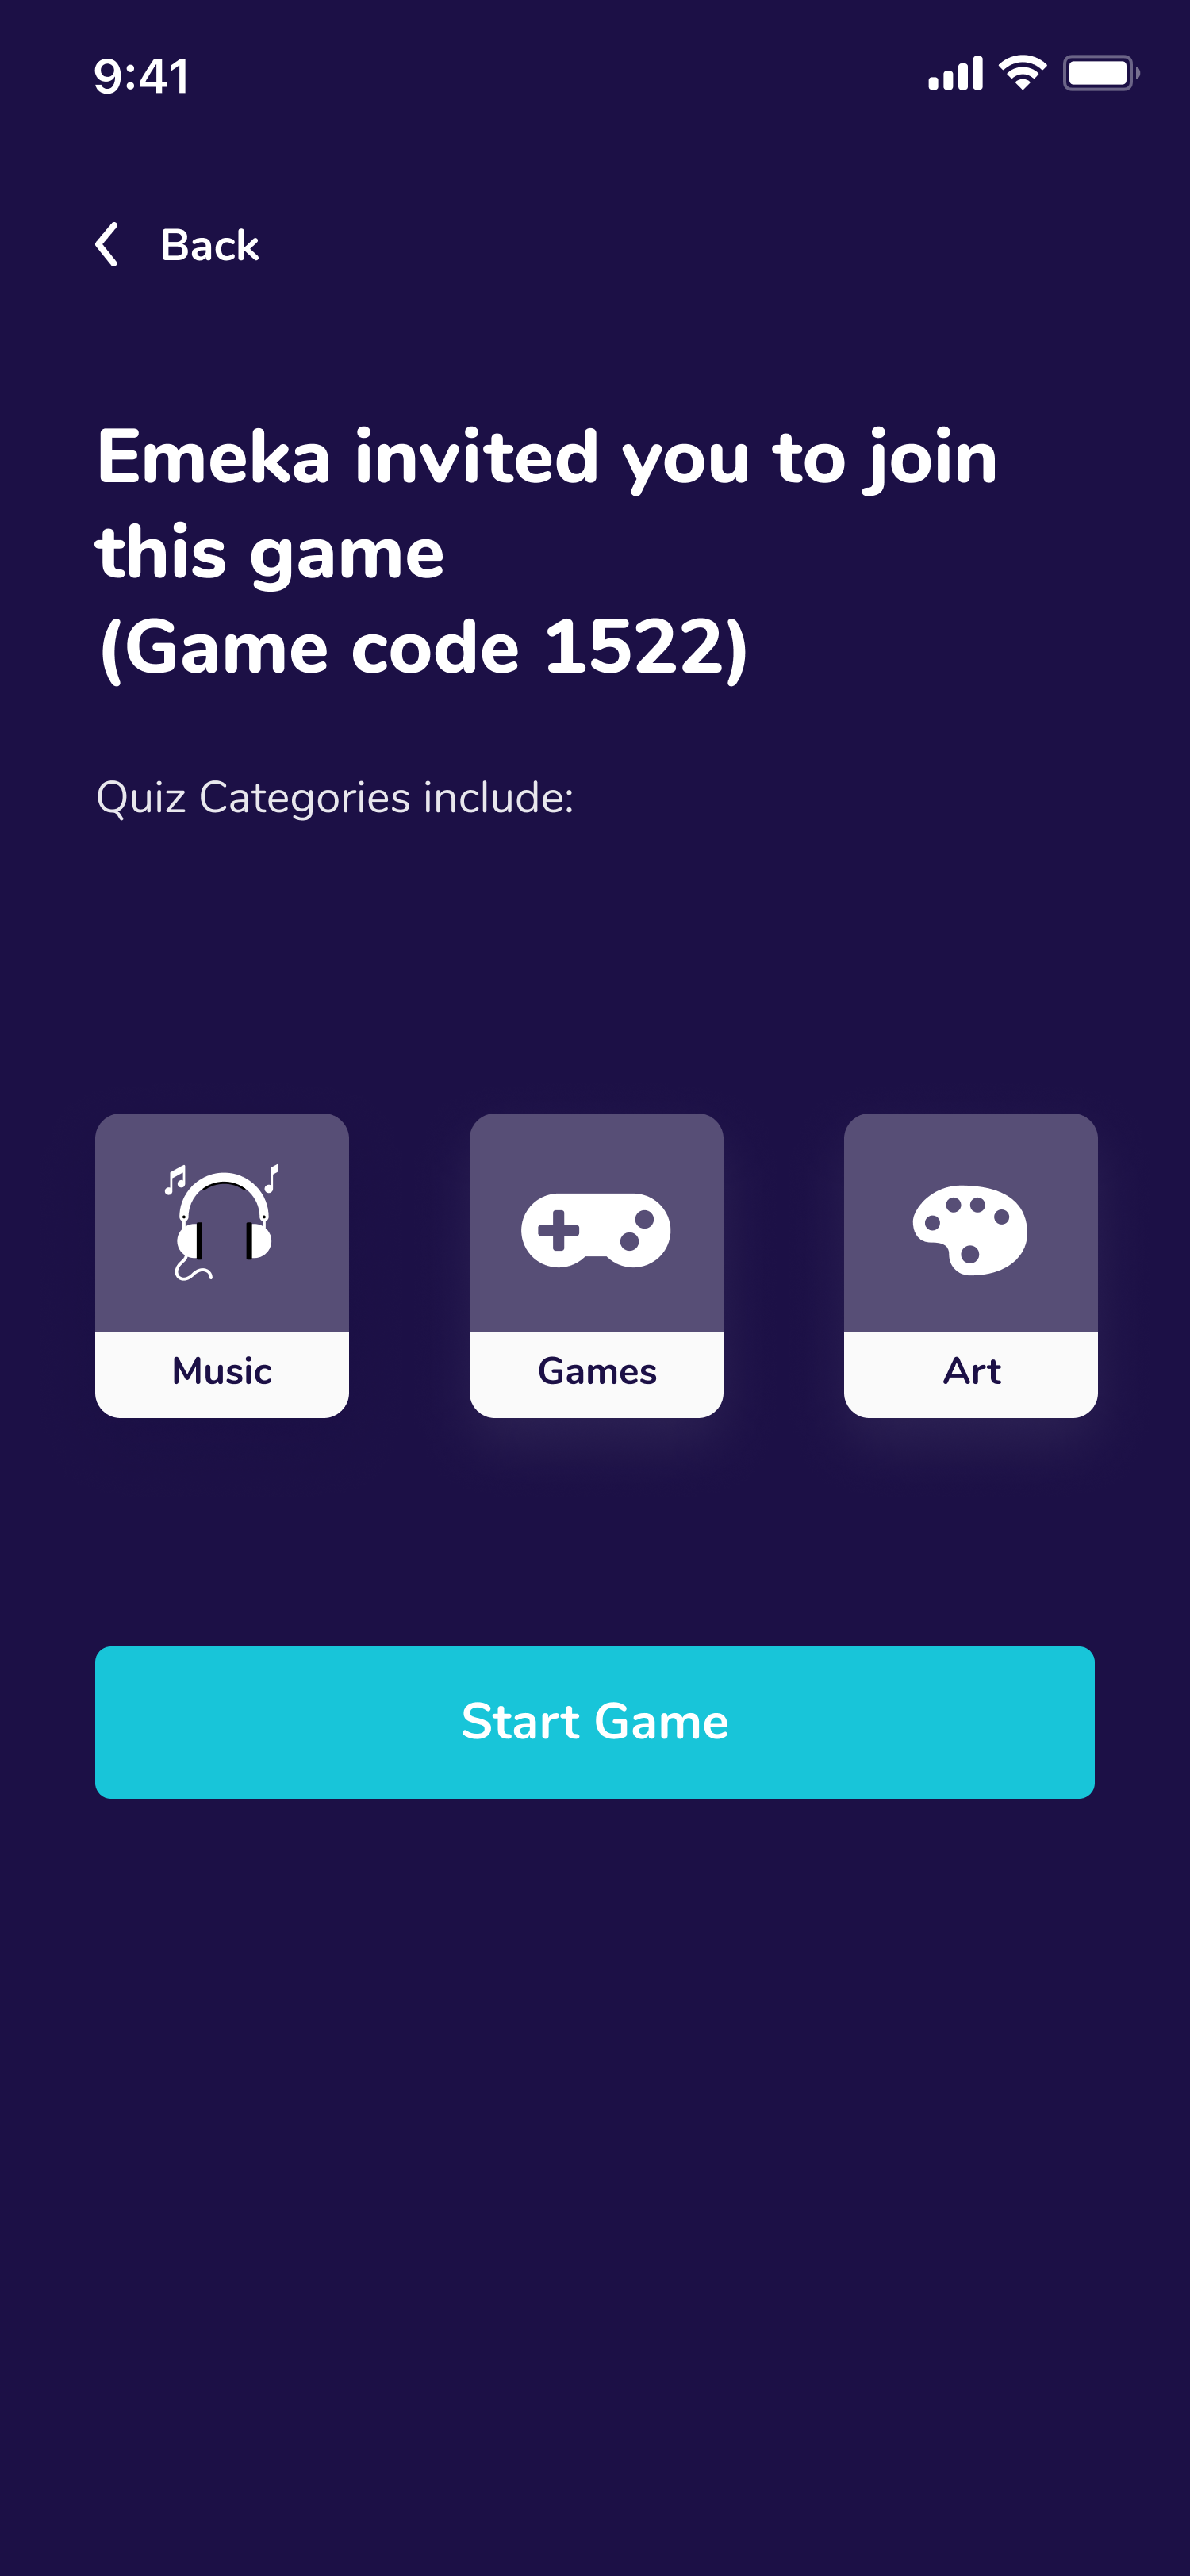 9:41
Back
Emeka invited you to join
this game
(Game code 1522)
Quiz Categories include:
Music
Games
Art
Start Game